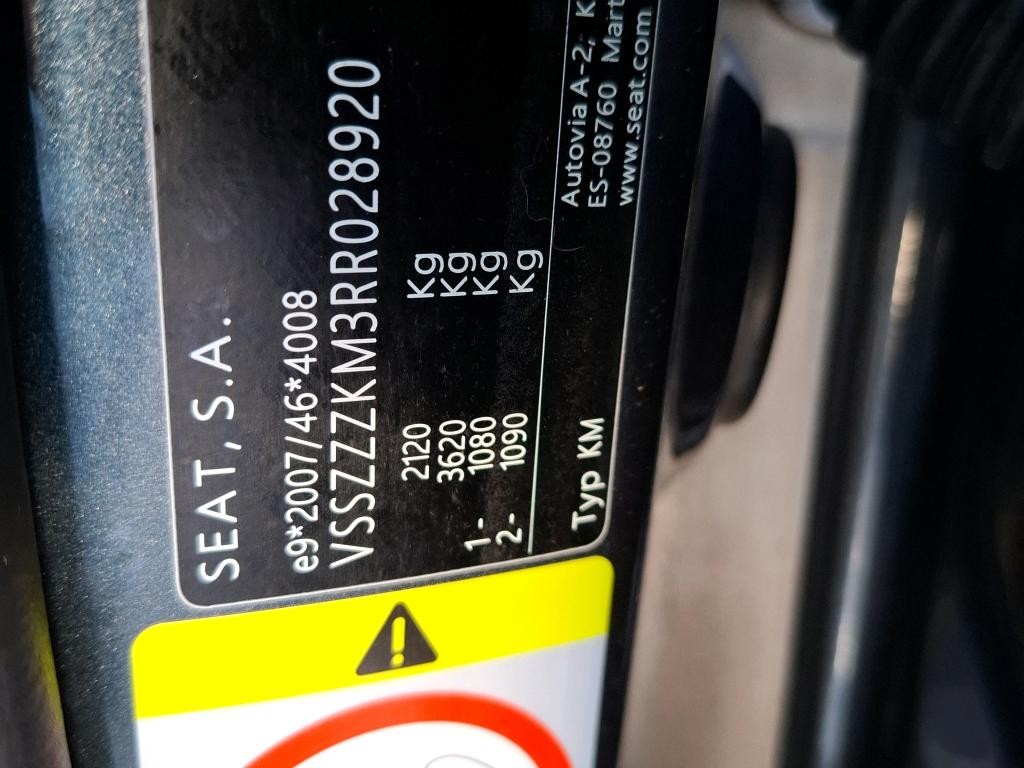 SEAT, S.A.
e9*2007/46*4008
VSSZZZKM3RR028920
2120 Kg
3620 Kg
1- 1080 Kg
2- 1090 Kg
Typ KM
Autovia A-2, K
ES-08760 Mart
www.seat.com